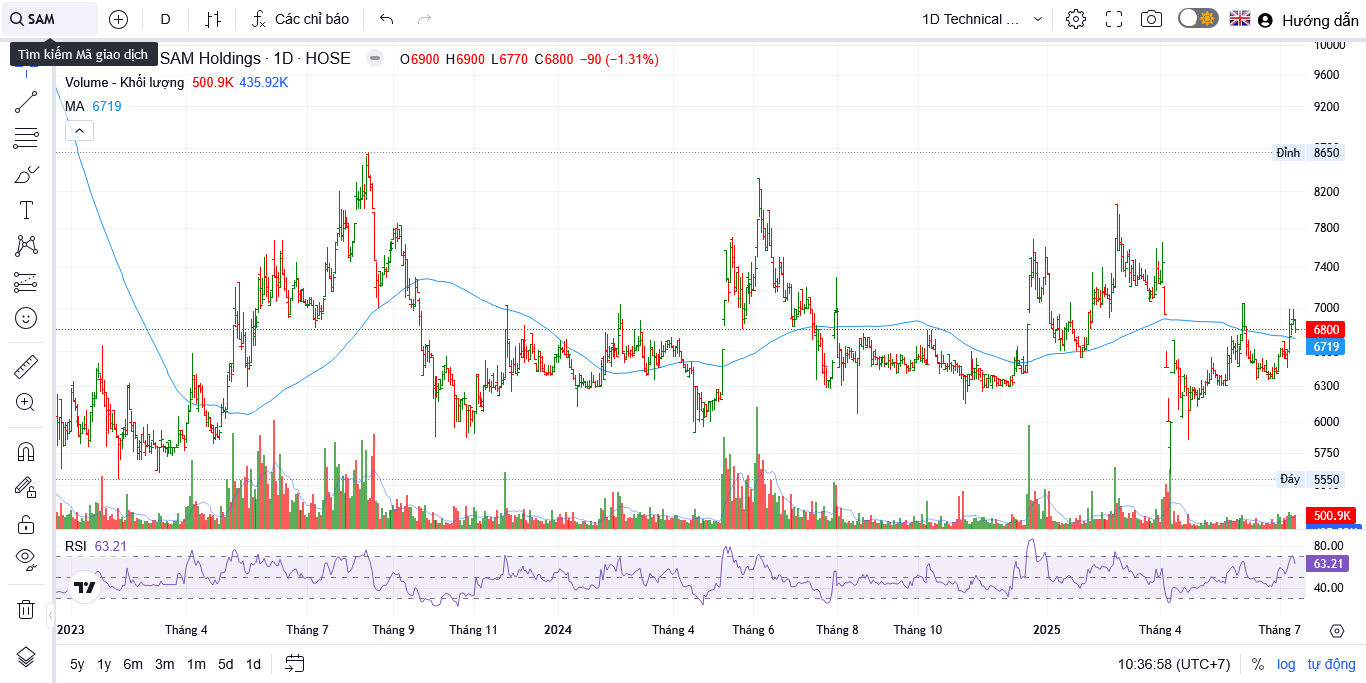 SAM D Các chỉ báo 1D Technical ... Hướng dẫn
Tìm kiếm Mã giao dịch
SAM Holdings · 1D · HOSE O6900 H6900 L6770 C6800 −90 (−1.31%)
Volume - Khối lượng 500.9K 435.92K
MA 6719
10000
9600
9200
Đỉnh 8650
8200
7800
7400
7000
6800
6719
6300
6000
5750
Đáy 5550
500.9K
RSI 63.21
80.00
63.21
40.00
2023 Tháng 4 Tháng 7 Tháng 9 Tháng 11 2024 Tháng 4 Tháng 6 Tháng 8 Tháng 10 2025 Tháng 4 Tháng 7
5y 1y 6m 3m 1m 5d 1d 10:36:58 (UTC+7) % log tự động